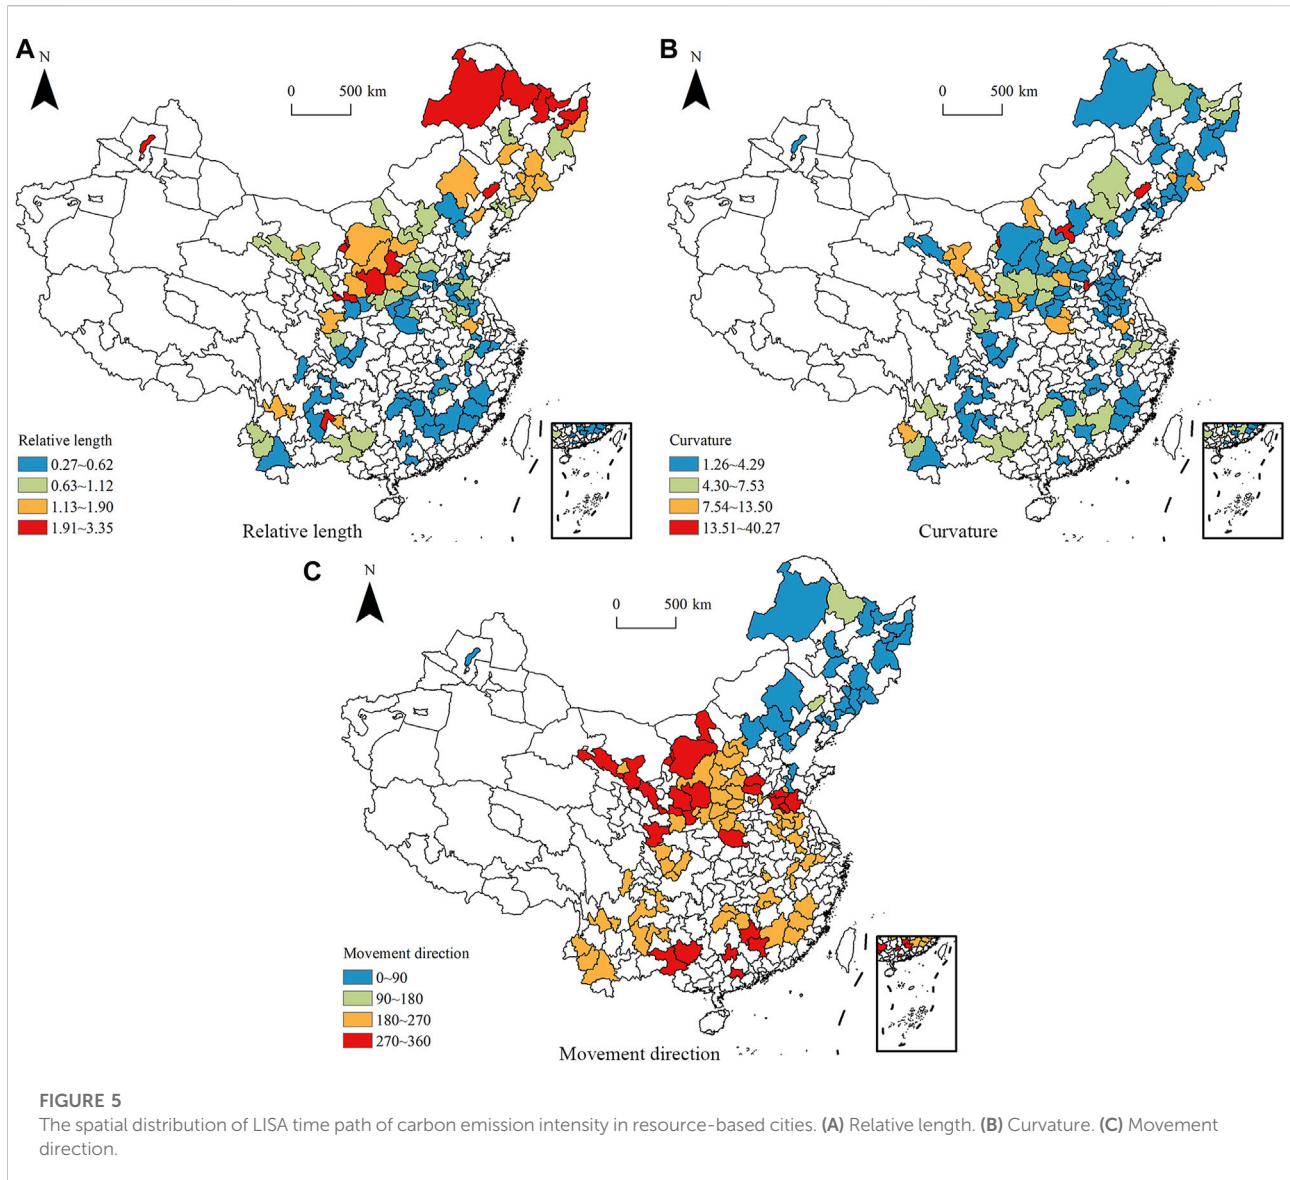 A
N
0 500 km
Relative length
0.27~0.62
0.63~1.12
1.13~1.90
1.91~3.35
Relative length
B
N
0 500 km
Curvature
1.26~4.29
4.30~7.53
7.54~13.50
13.51~40.27
Curvature
C
N
0 500 km
Movement direction
0~90
90~180
180~270
270~360
Movement direction
FIGURE 5
The spatial distribution of LISA time path of carbon emission intensity in resource-based cities. (A) Relative length. (B) Curvature. (C) Movement
direction.